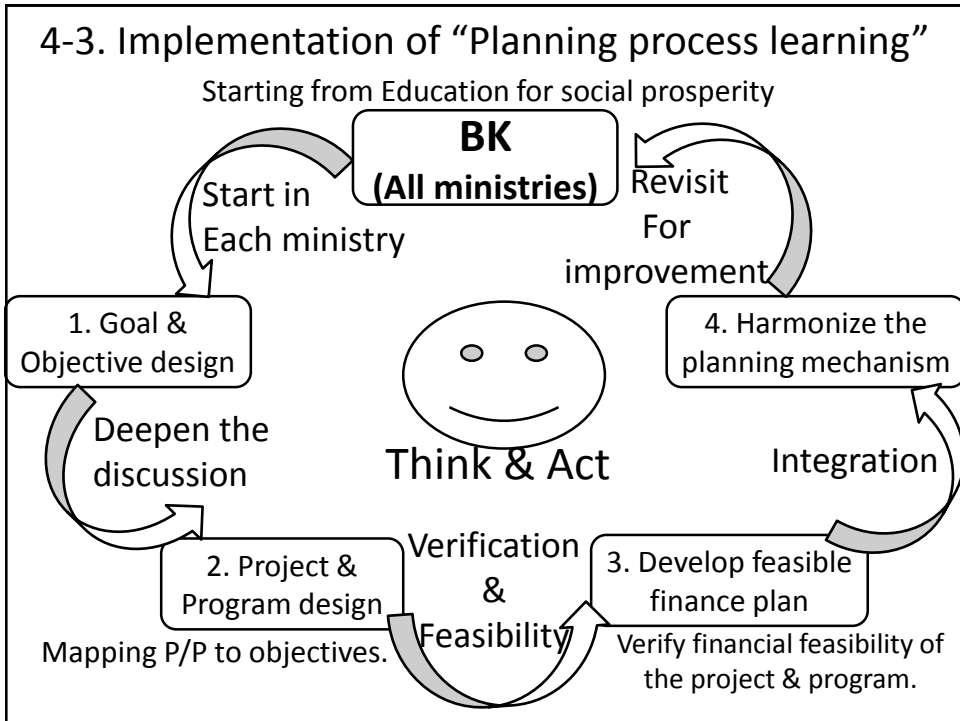 4-3. Implementation of “Planning process learning”
Starting from Education for social prosperity
BK
(All ministries)
Start in
Each ministry
Revisit
For
improvement
1. Goal &
Objective design
4. Harmonize the
planning mechanism
Deepen the
discussion
Think & Act
Integration
2. Project &
Program design
Verification
&
Feasibility
3. Develop feasible
finance plan
Mapping P/P to objectives.
Verify financial feasibility of
the project & program.